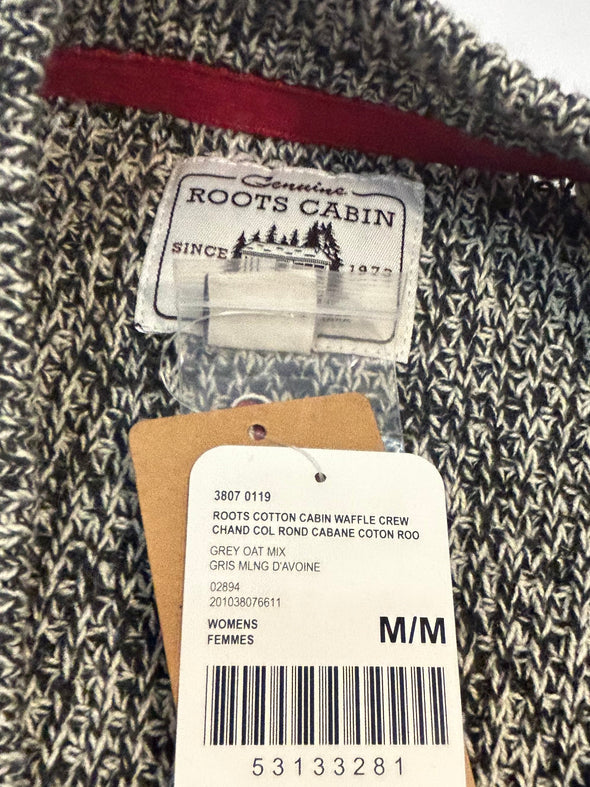 Genuine
ROOTS CABIN
SINCE 1973
3807 0119
ROOTS COTTON CABIN WAFFLE CREW
CHAND COL ROND CABANE COTON ROO
GREY OAT MIX
GRIS MLNG D'AVOINE
02894
201038076611
WOMENS
FEMMES
M/M
53133281